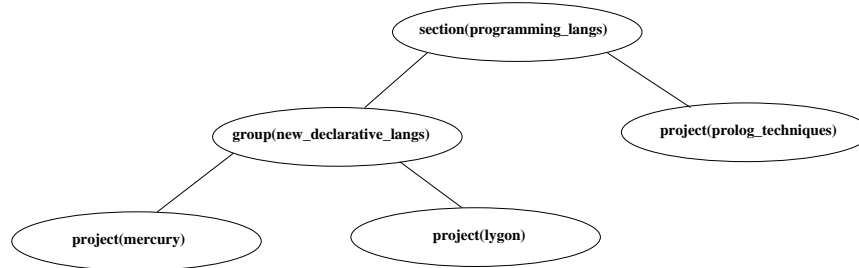 section(programming_langs)
group(new_declarative_langs)
project(prolog_techniques)
project(mercury)
project(lygon)